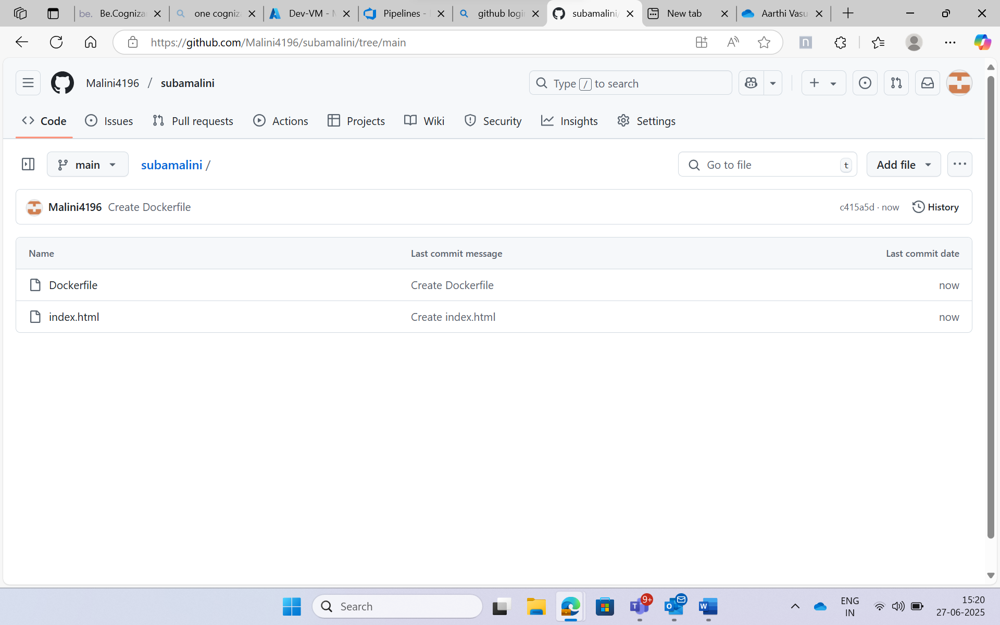 be. Be.Cogniza
one cogniz
Dev-VM - M
Pipelines -
github logi
subamalini/
New tab
Aarthi Vasu
https://github.com/Malini4196/subamalini/tree/main
n
Malini4196 / subamalini
Type / to search
Code
Issues
Pull requests
Actions
Projects
Wiki
Security
Insights
Settings
main
subamalini /
Go to file
t
Add file
Malini4196 Create Dockerfile
c415a5d · now
History
Name
Last commit message
Last commit date
Dockerfile
Create Dockerfile
now
index.html
Create index.html
now
Search
T
9+
O
W
ENG
IN
15:20
27-06-2025